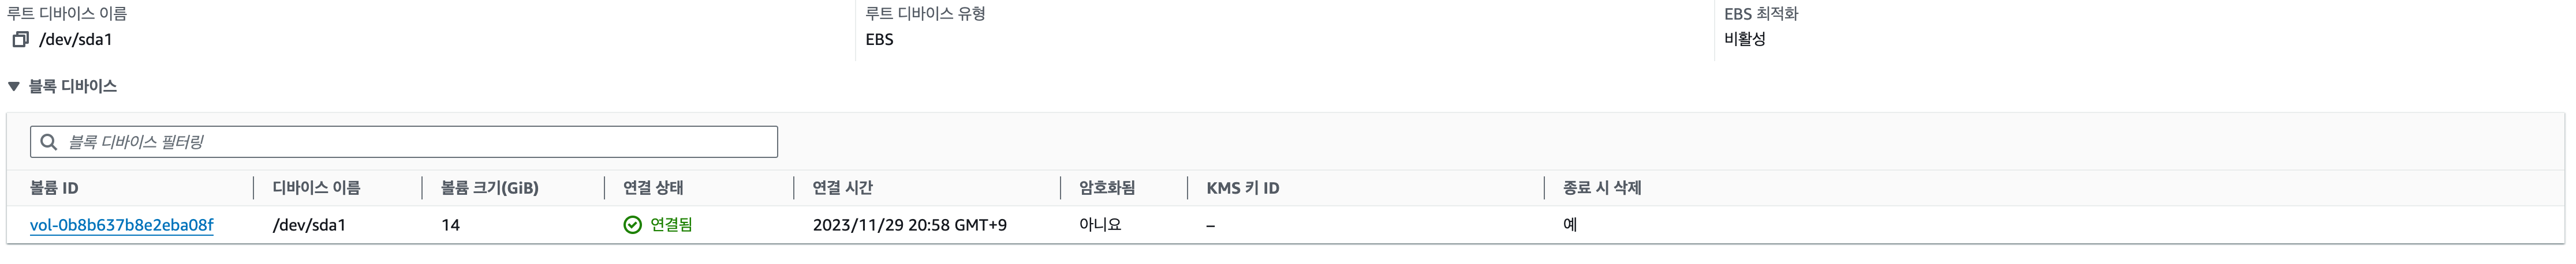 루트 디바이스 이름
/dev/sda1
루트 디바이스 유형
EBS
EBS 최적화
비활성
블록 디바이스
블록 디바이스 필터링
볼륨 ID 디바이스 이름 볼륨 크기(GiB) 연결 상태 연결 시간 암호화됨 KMS 키 ID 종료 시 삭제
vol-0b8b637b8e2eba08f /dev/sda1 14 연결됨 2023/11/29 20:58 GMT+9 아니요 – 예